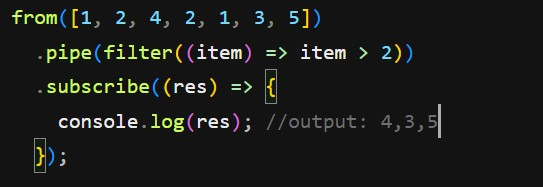 from([1, 2, 4, 2, 1, 3, 5])
.pipe(filter((item) => item > 2))
.subscribe((res) => {
console.log(res); //output: 4,3,5
});